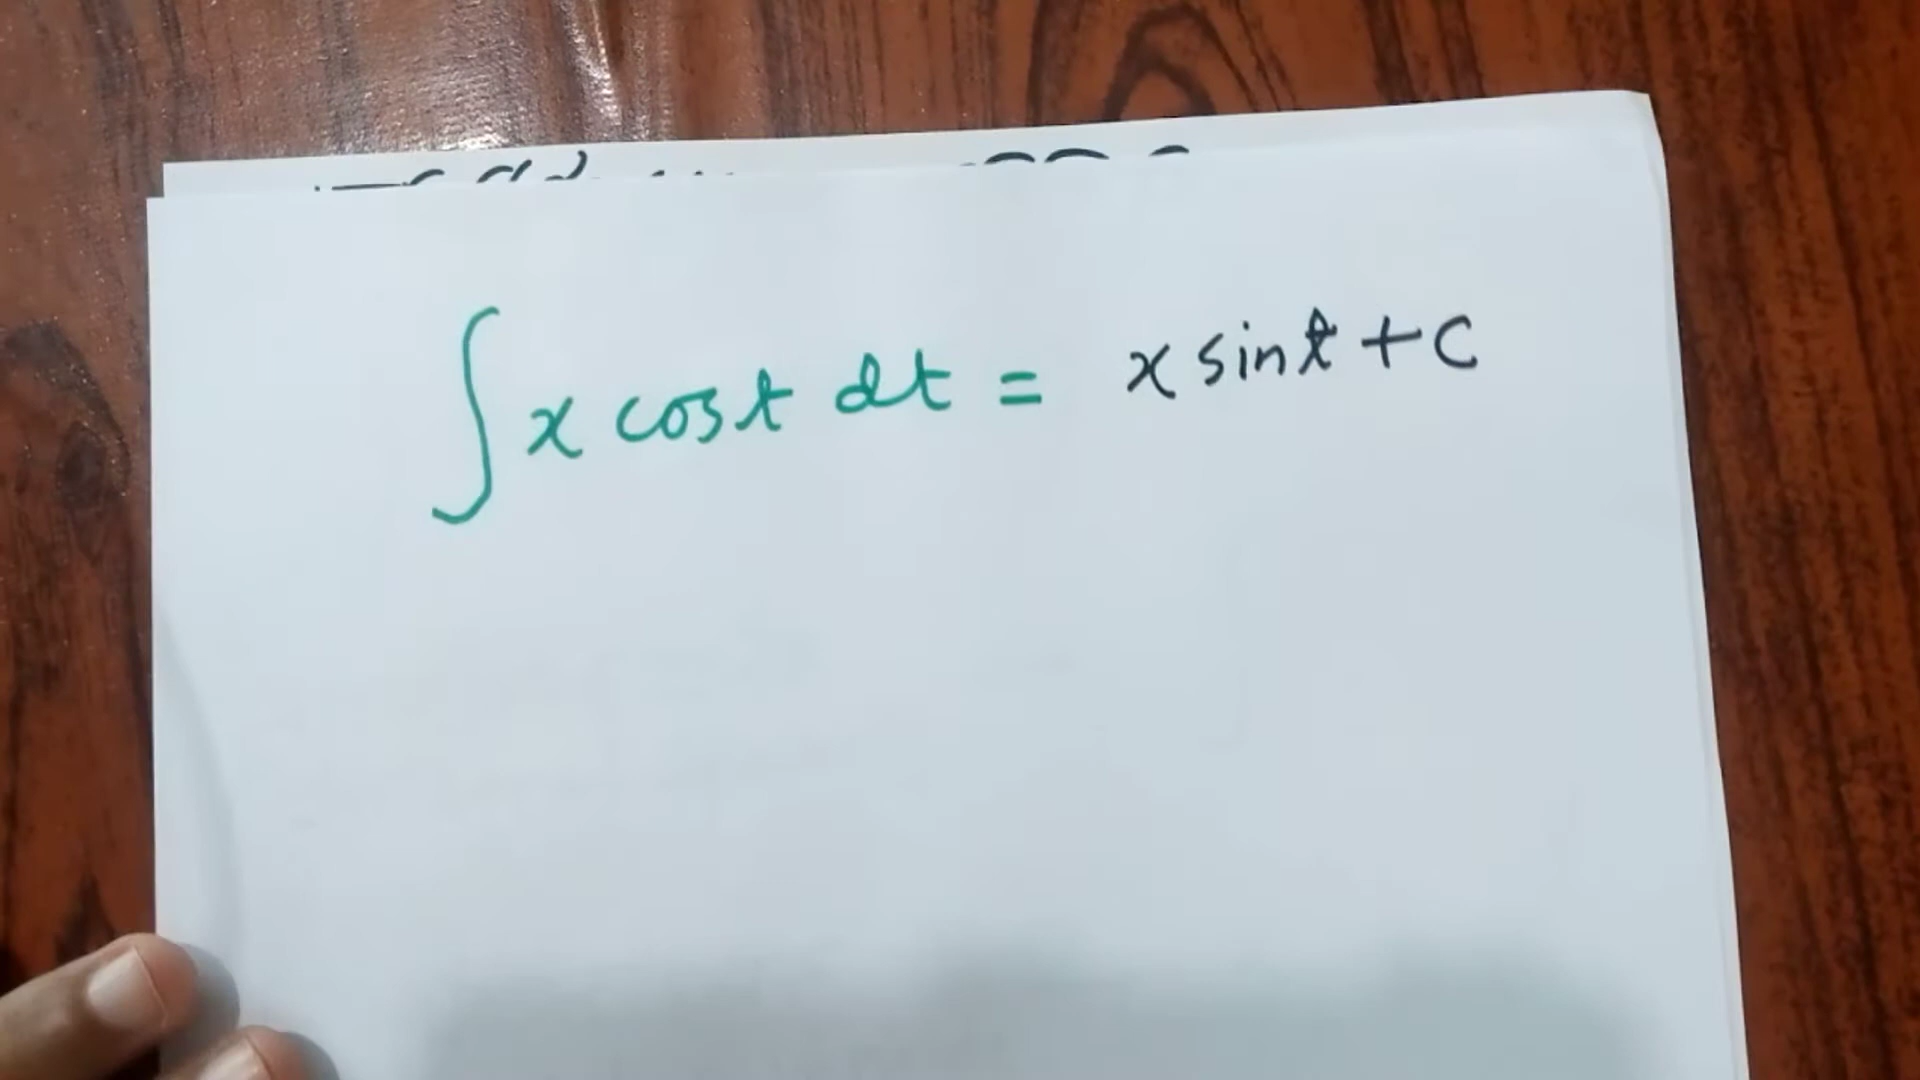 ∫ x cost dt = x sint + c